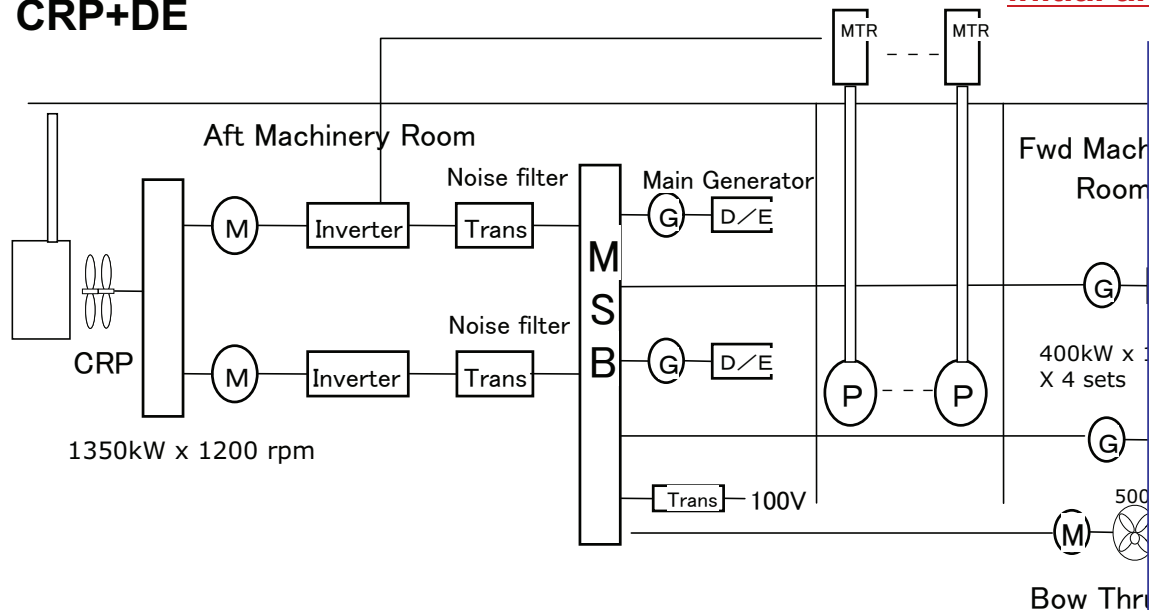 CRP+DE
MTR
MTR
Aft Machinery Room
Fwd Mach
Room
Noise filter
Main Generator
M
Inverter
Trans
G
D/E
M
S
B
G
CRP
Noise filter
M
Inverter
Trans
G
D/E
400kW x
X 4 sets
P
P
G
1350kW x 1200 rpm
Trans
100V
500
M
Bow Thr